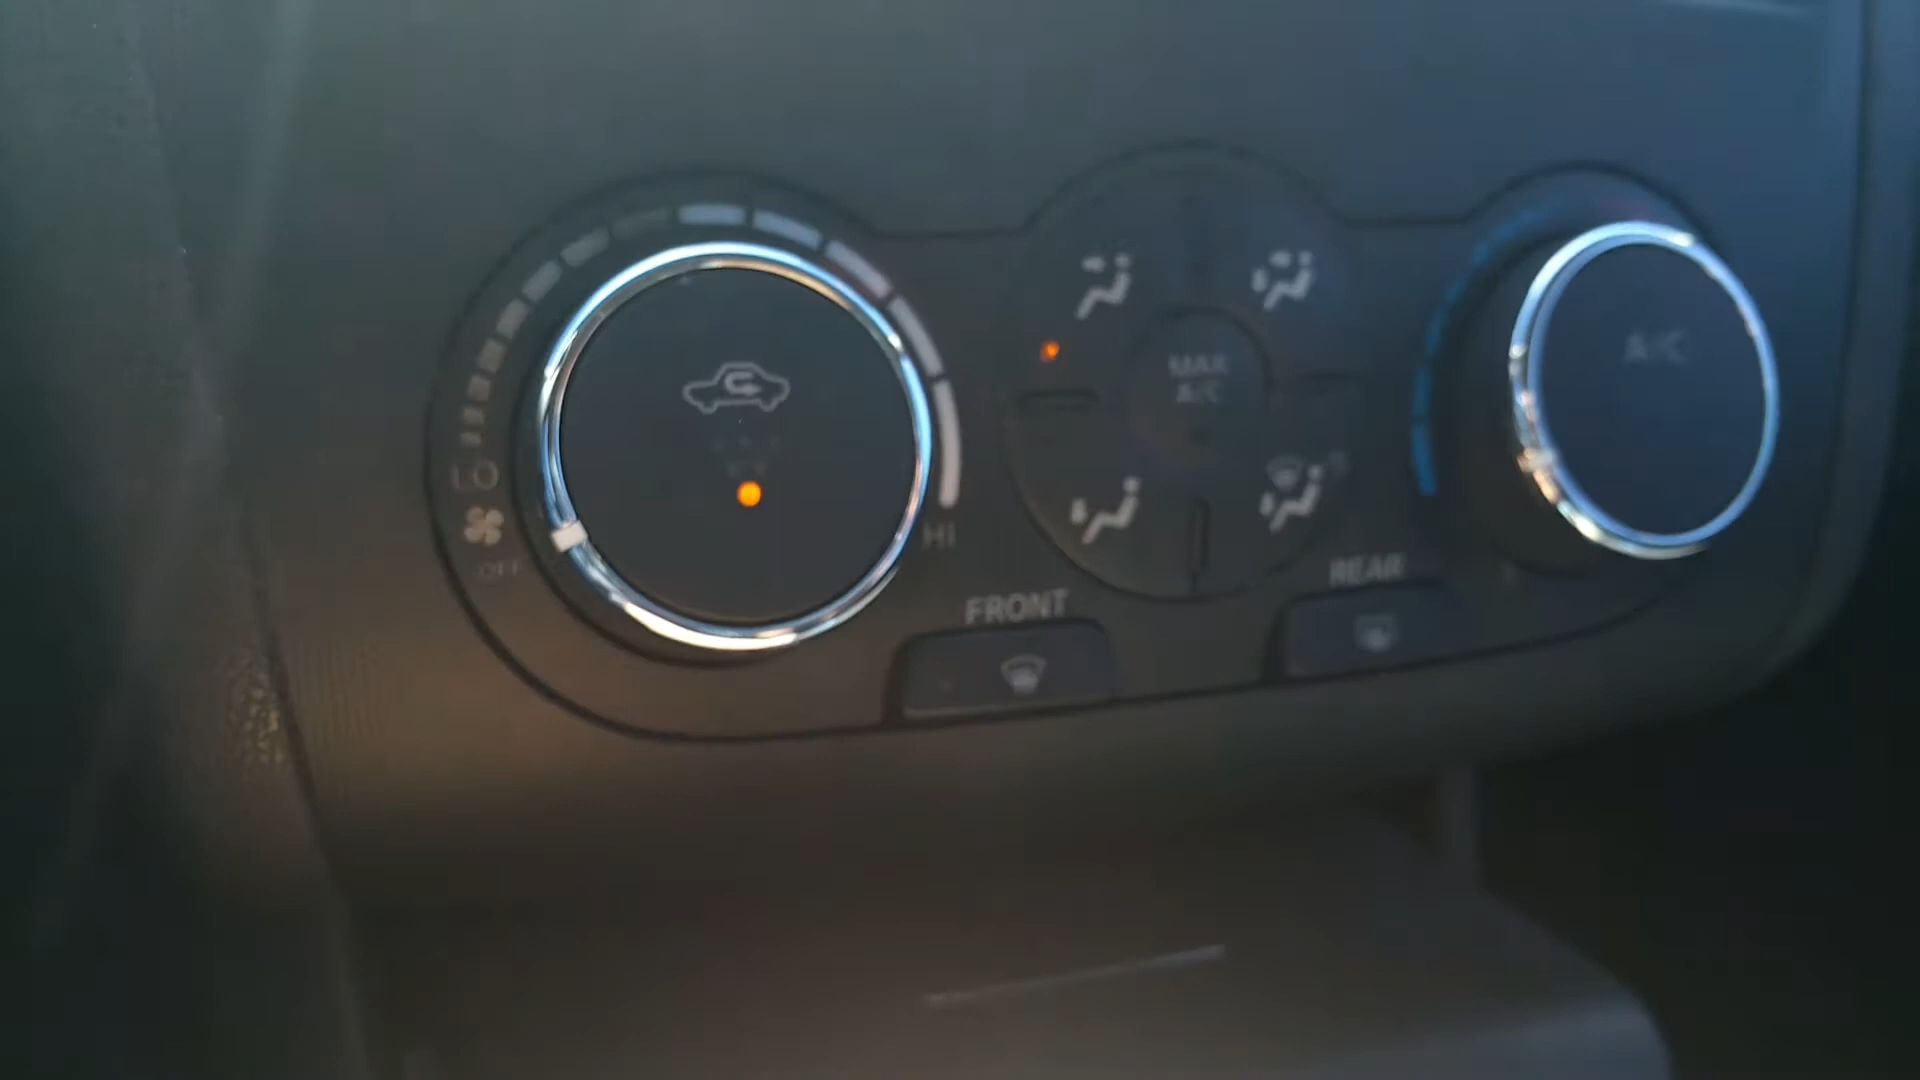 LO
OFF
HI
MAX
A/C
A/C
FRONT
REAR